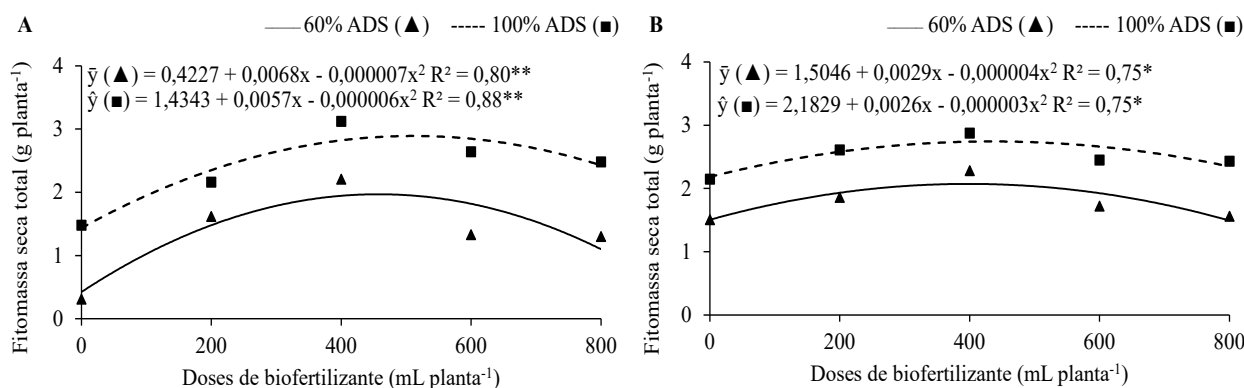 A
60% ADS (▲) 100% ADS (■)
ȳ (▲) = 0,4227 + 0,0068x - 0,000007x² R² = 0,80**
ŷ (■) = 1,4343 + 0,0057x - 0,000006x² R² = 0,88**
Fitomassa seca total (g planta⁻¹)
4
3
2
1
0
0 200 400 600 800
Doses de biofertilizante (mL planta⁻¹)
B
60% ADS (▲) 100% ADS (■)
ȳ (▲) = 1,5046 + 0,0029x - 0,000004x² R² = 0,75*
ŷ (■) = 2,1829 + 0,0026x - 0,000003x² R² = 0,75*
Fitomassa seca total (g planta⁻¹)
4
3
2
1
0
0 200 400 600 800
Doses de biofertilizante (mL planta⁻¹)